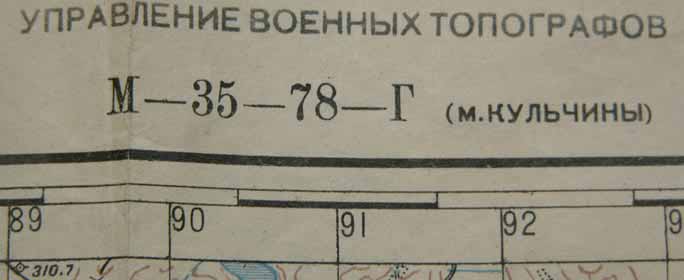 УПРАВЛЕНИЕ ВОЕННЫХ ТОПОГРАФОВ
М—35—78—Г (м.КУЛЬЧИНЫ)
89 90 91 92
310.7